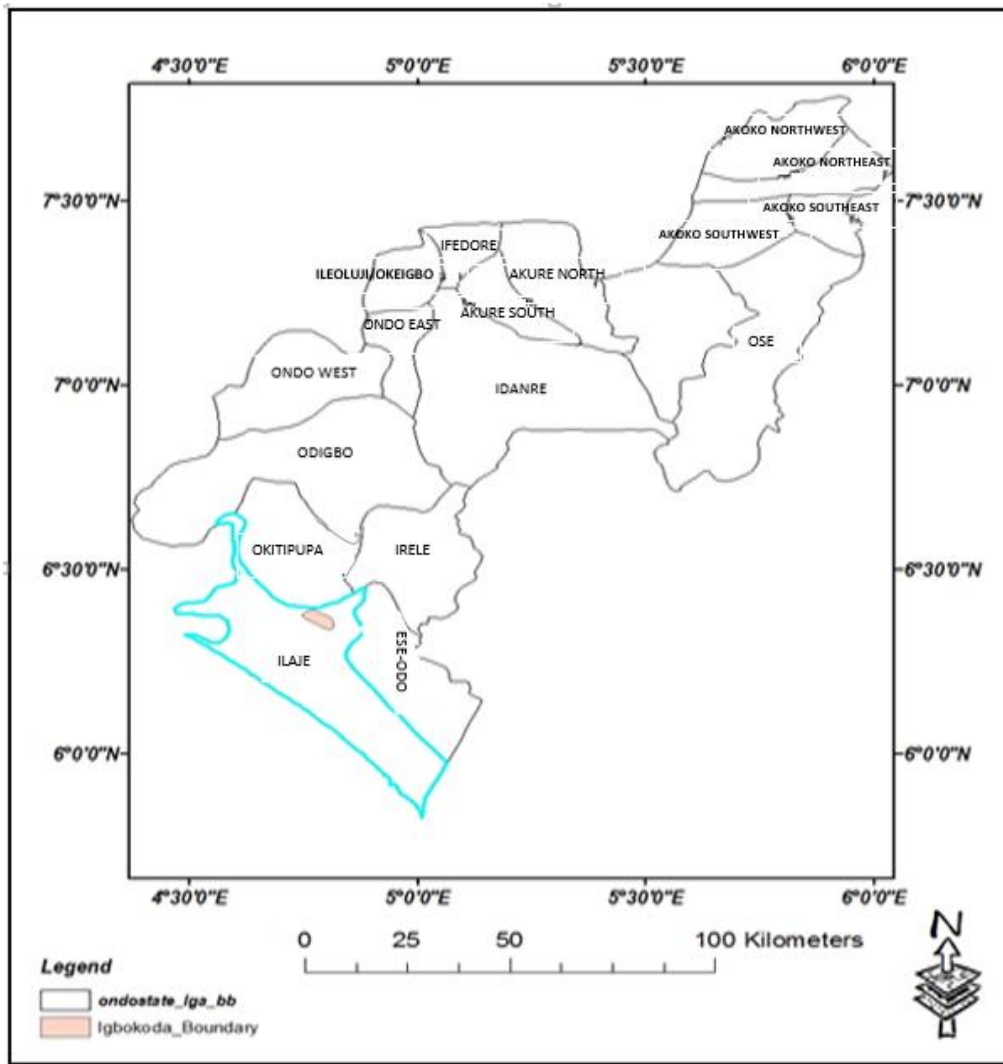 4°30'0"E 5°0'0"E 5°30'0"E 6°0'0"E
AKOKO NORTHWEST
AKOKO NORTHEAST
7°30'0"N 7°30'0"N
AKOKO SOUTHEAST
AKOKO SOUTHWEST
IFEDORE
ILEOLUJI/OKEIGBO
AKURE NORTH
AKURE SOUTH
ONDO EAST
OSE
ONDO WEST
7°0'0"N 7°0'0"N
IDANRE
ODIGBO
OKITIPUPA
IRELE
6°30'0"N 6°30'0"N
ILAJE
ESE-ODO
6°0'0"N 6°0'0"N
4°30'0"E 5°0'0"E 5°30'0"E 6°0'0"E
0 25 50 100 Kilometers
N
Legend
ondostate_lga_bb
Igbokoda_Boundary